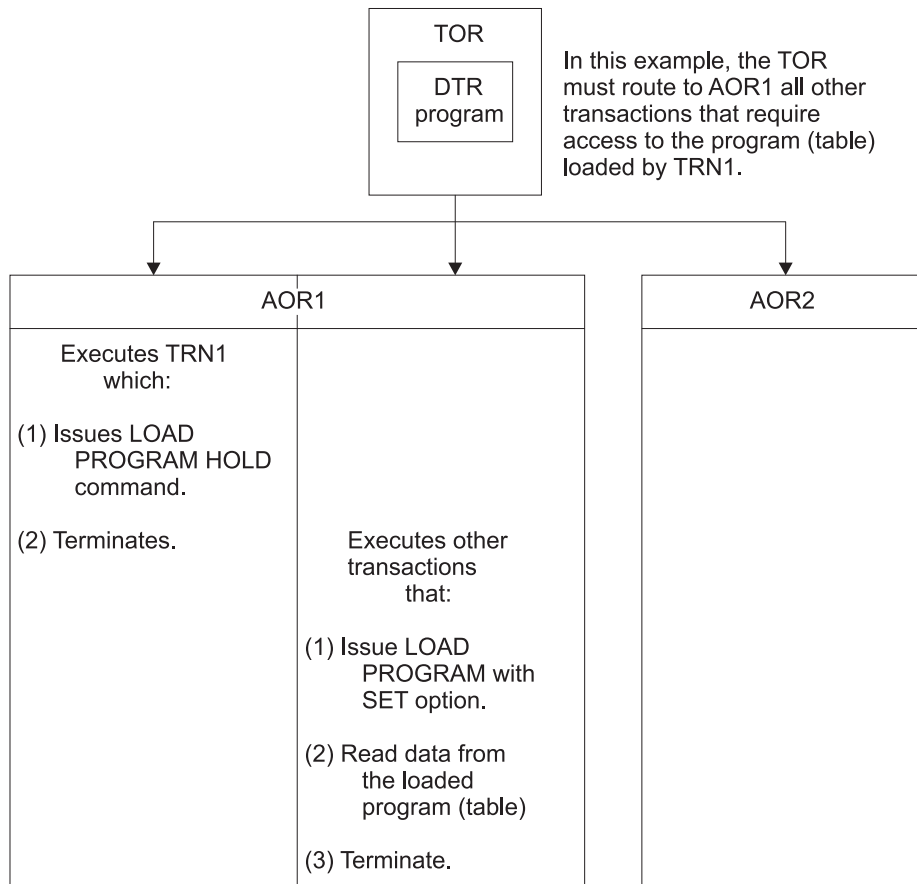 TOR
DTR
program
In this example, the TOR
must route to AOR1 all other
transactions that require
access to the program (table)
loaded by TRN1.
AOR1
Executes TRN1
which:
(1) Issues LOAD
PROGRAM HOLD
command.
(2) Terminates.
Executes other
transactions
that:
(1) Issue LOAD
PROGRAM with
SET option.
(2) Read data from
the loaded
program (table)
(3) Terminate.
AOR2